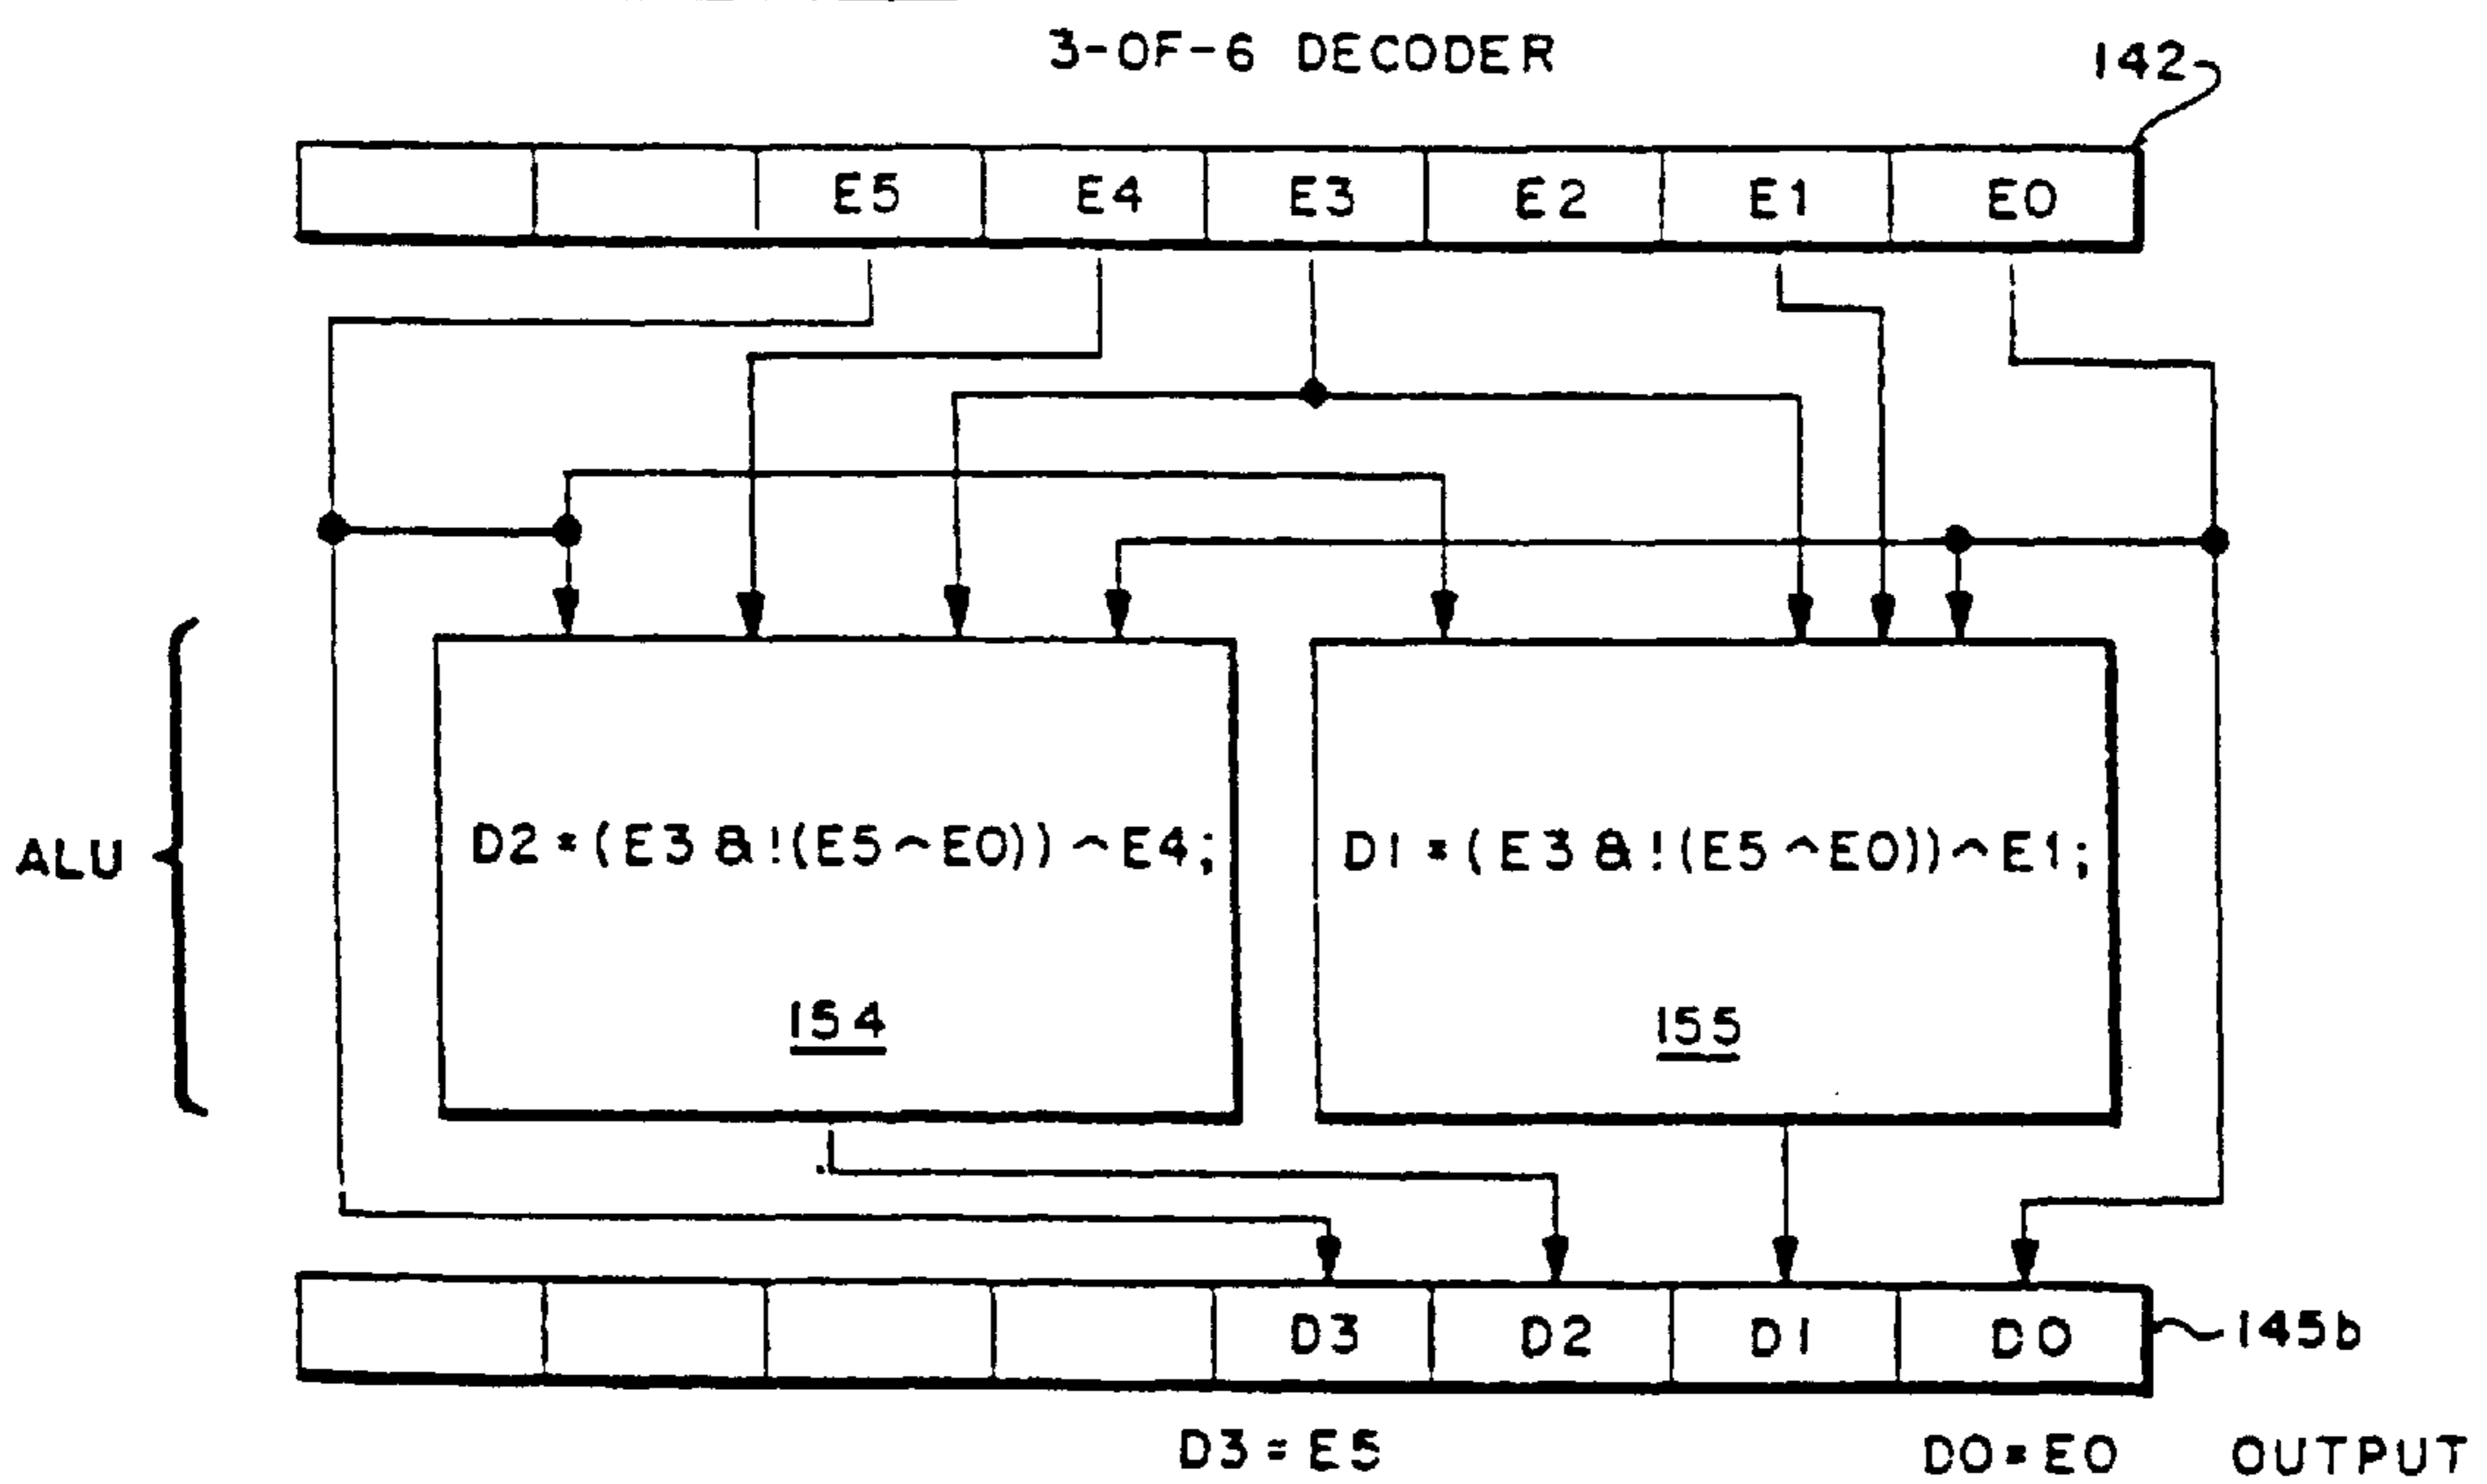 3-OF-6 DECODER
142
E5 E4 E3 E2 E1 E0
ALU
D2=(E3&!(E5^E0))^E4;
D1=(E3&!(E5^E0))^E1;
154
155
D3 D2 D1 D0
145b
D3=E5
D0=E0
OUTPUT